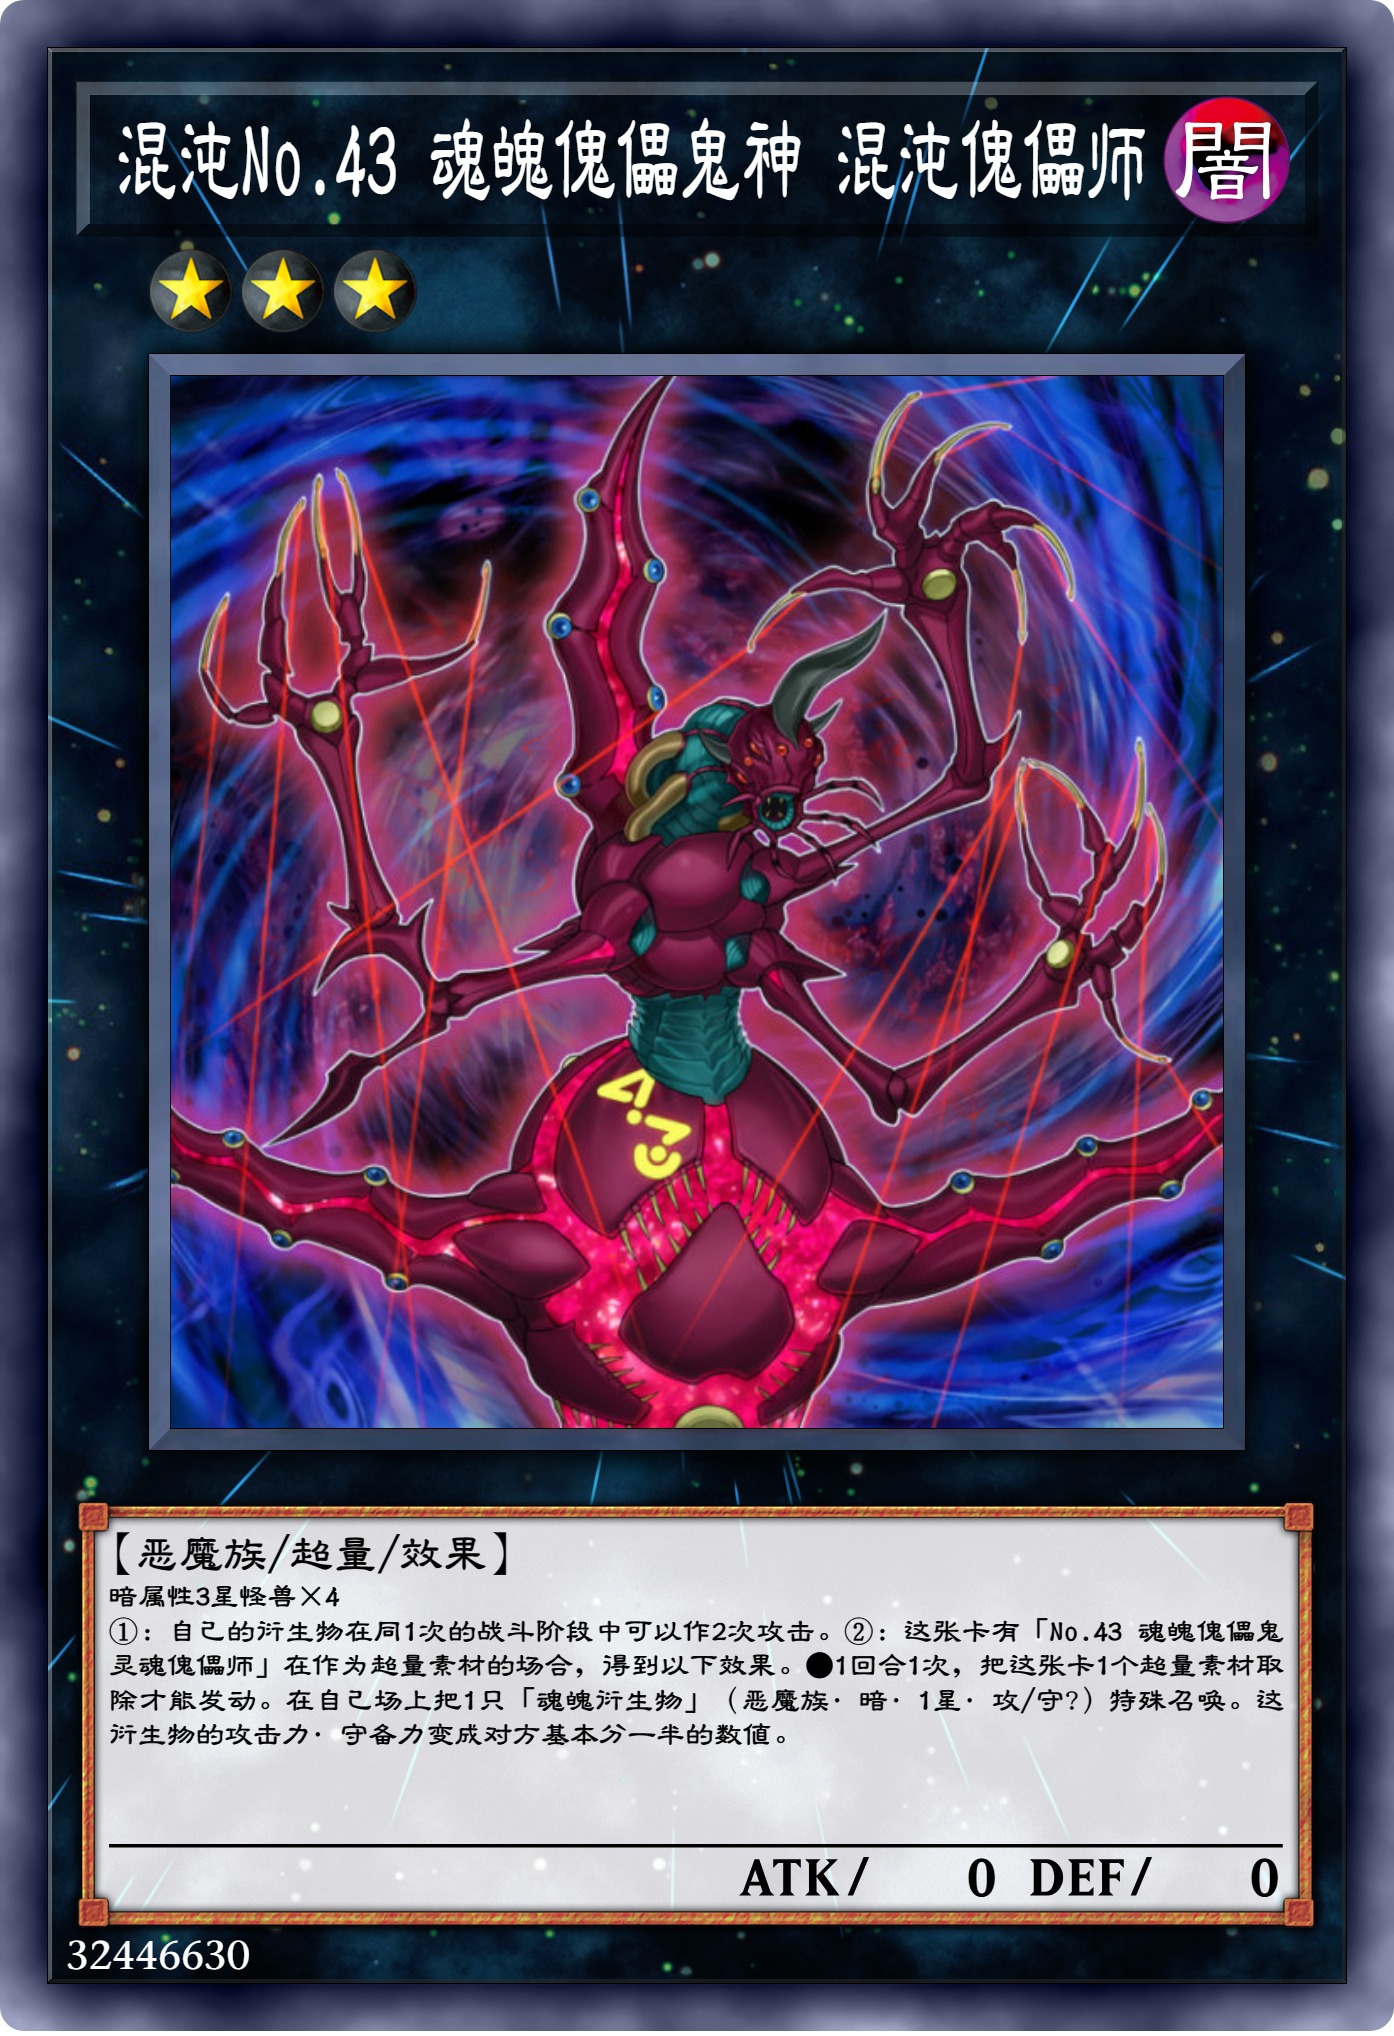 混沌No.43 魂魄傀儡鬼神 混沌傀儡师 闇
43
【恶魔族/超量/效果】
暗属性3星怪兽×4
①：自己的衍生物在同1次的战斗阶段中可以作2次攻击。②：这张卡有「No.43 魂魄傀儡鬼
灵魂傀儡师」在作为超量素材的场合，得到以下效果。●1回合1次，把这张卡1个超量素材取
除才能发动。在自己场上把1只「魂魄衍生物」（恶魔族·暗·1星·攻/守?）特殊召唤。这
衍生物的攻击力·守备力变成对方基本分一半的数値。
ATK/ 0 DEF/ 0
32446630